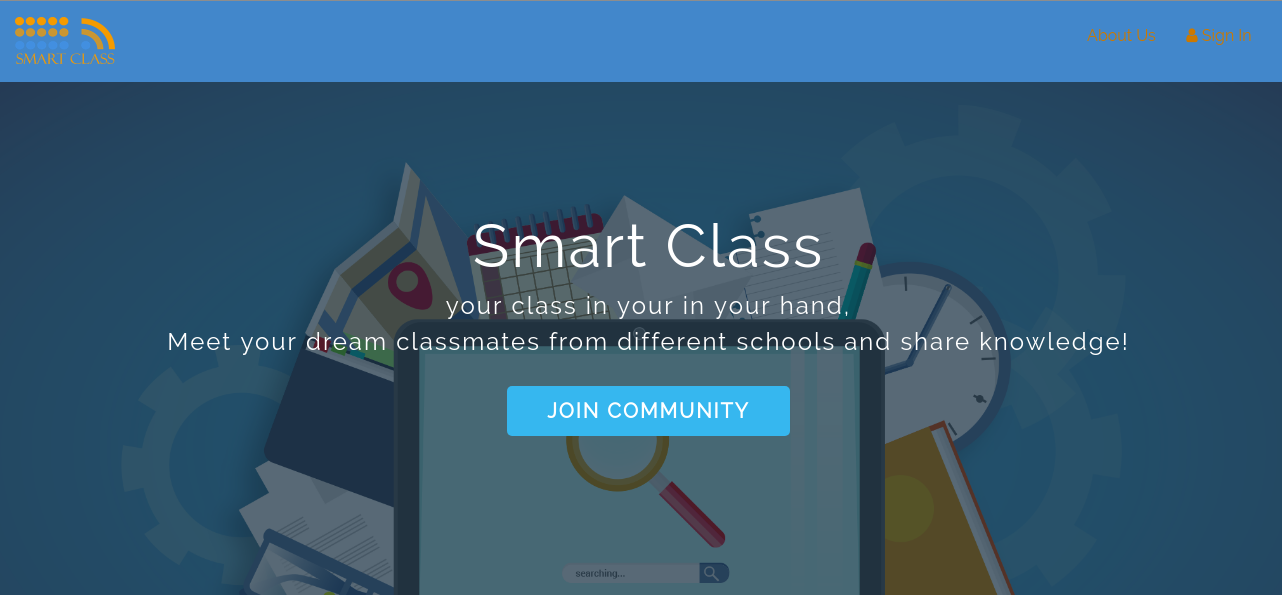 SMART CLASS
About Us
Sign In
Smart Class
your class in your in your hand,
Meet your dream classmates from different schools and share knowledge!
JOIN COMMUNITY
searching...